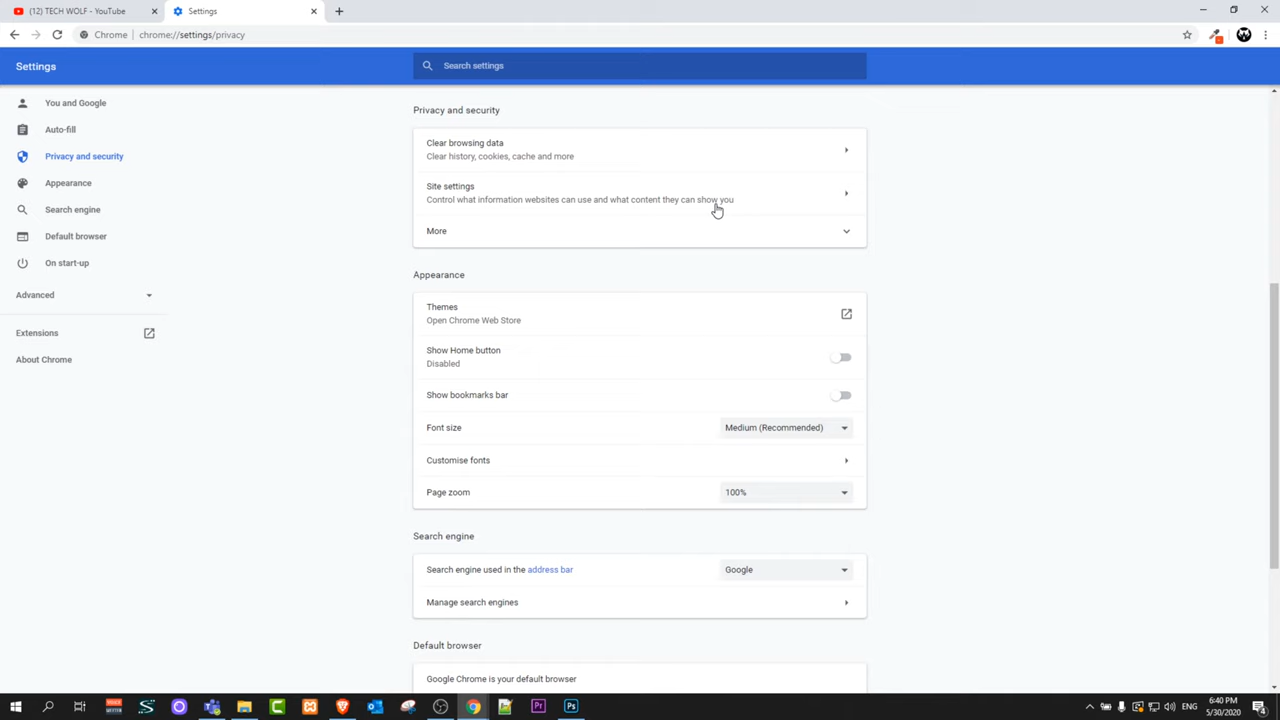 (12) TECH WOLF - YouTube
Settings
Chrome
chrome://settings/privacy
Settings
Search settings
You and Google
Auto-fill
Privacy and security
Appearance
Search engine
Default browser
On start-up
Advanced
Extensions
About Chrome
Privacy and security
Clear browsing data
Clear history, cookies, cache and more
Site settings
Control what information websites can use and what content they can show you
More
Appearance
Themes
Open Chrome Web Store
Show Home button
Disabled
Show bookmarks bar
Font size
Medium (Recommended)
Customise fonts
Page zoom
100%
Search engine
Search engine used in the address bar
Google
Manage search engines
Default browser
Google Chrome is your default browser
6:40 PM
5/30/2020